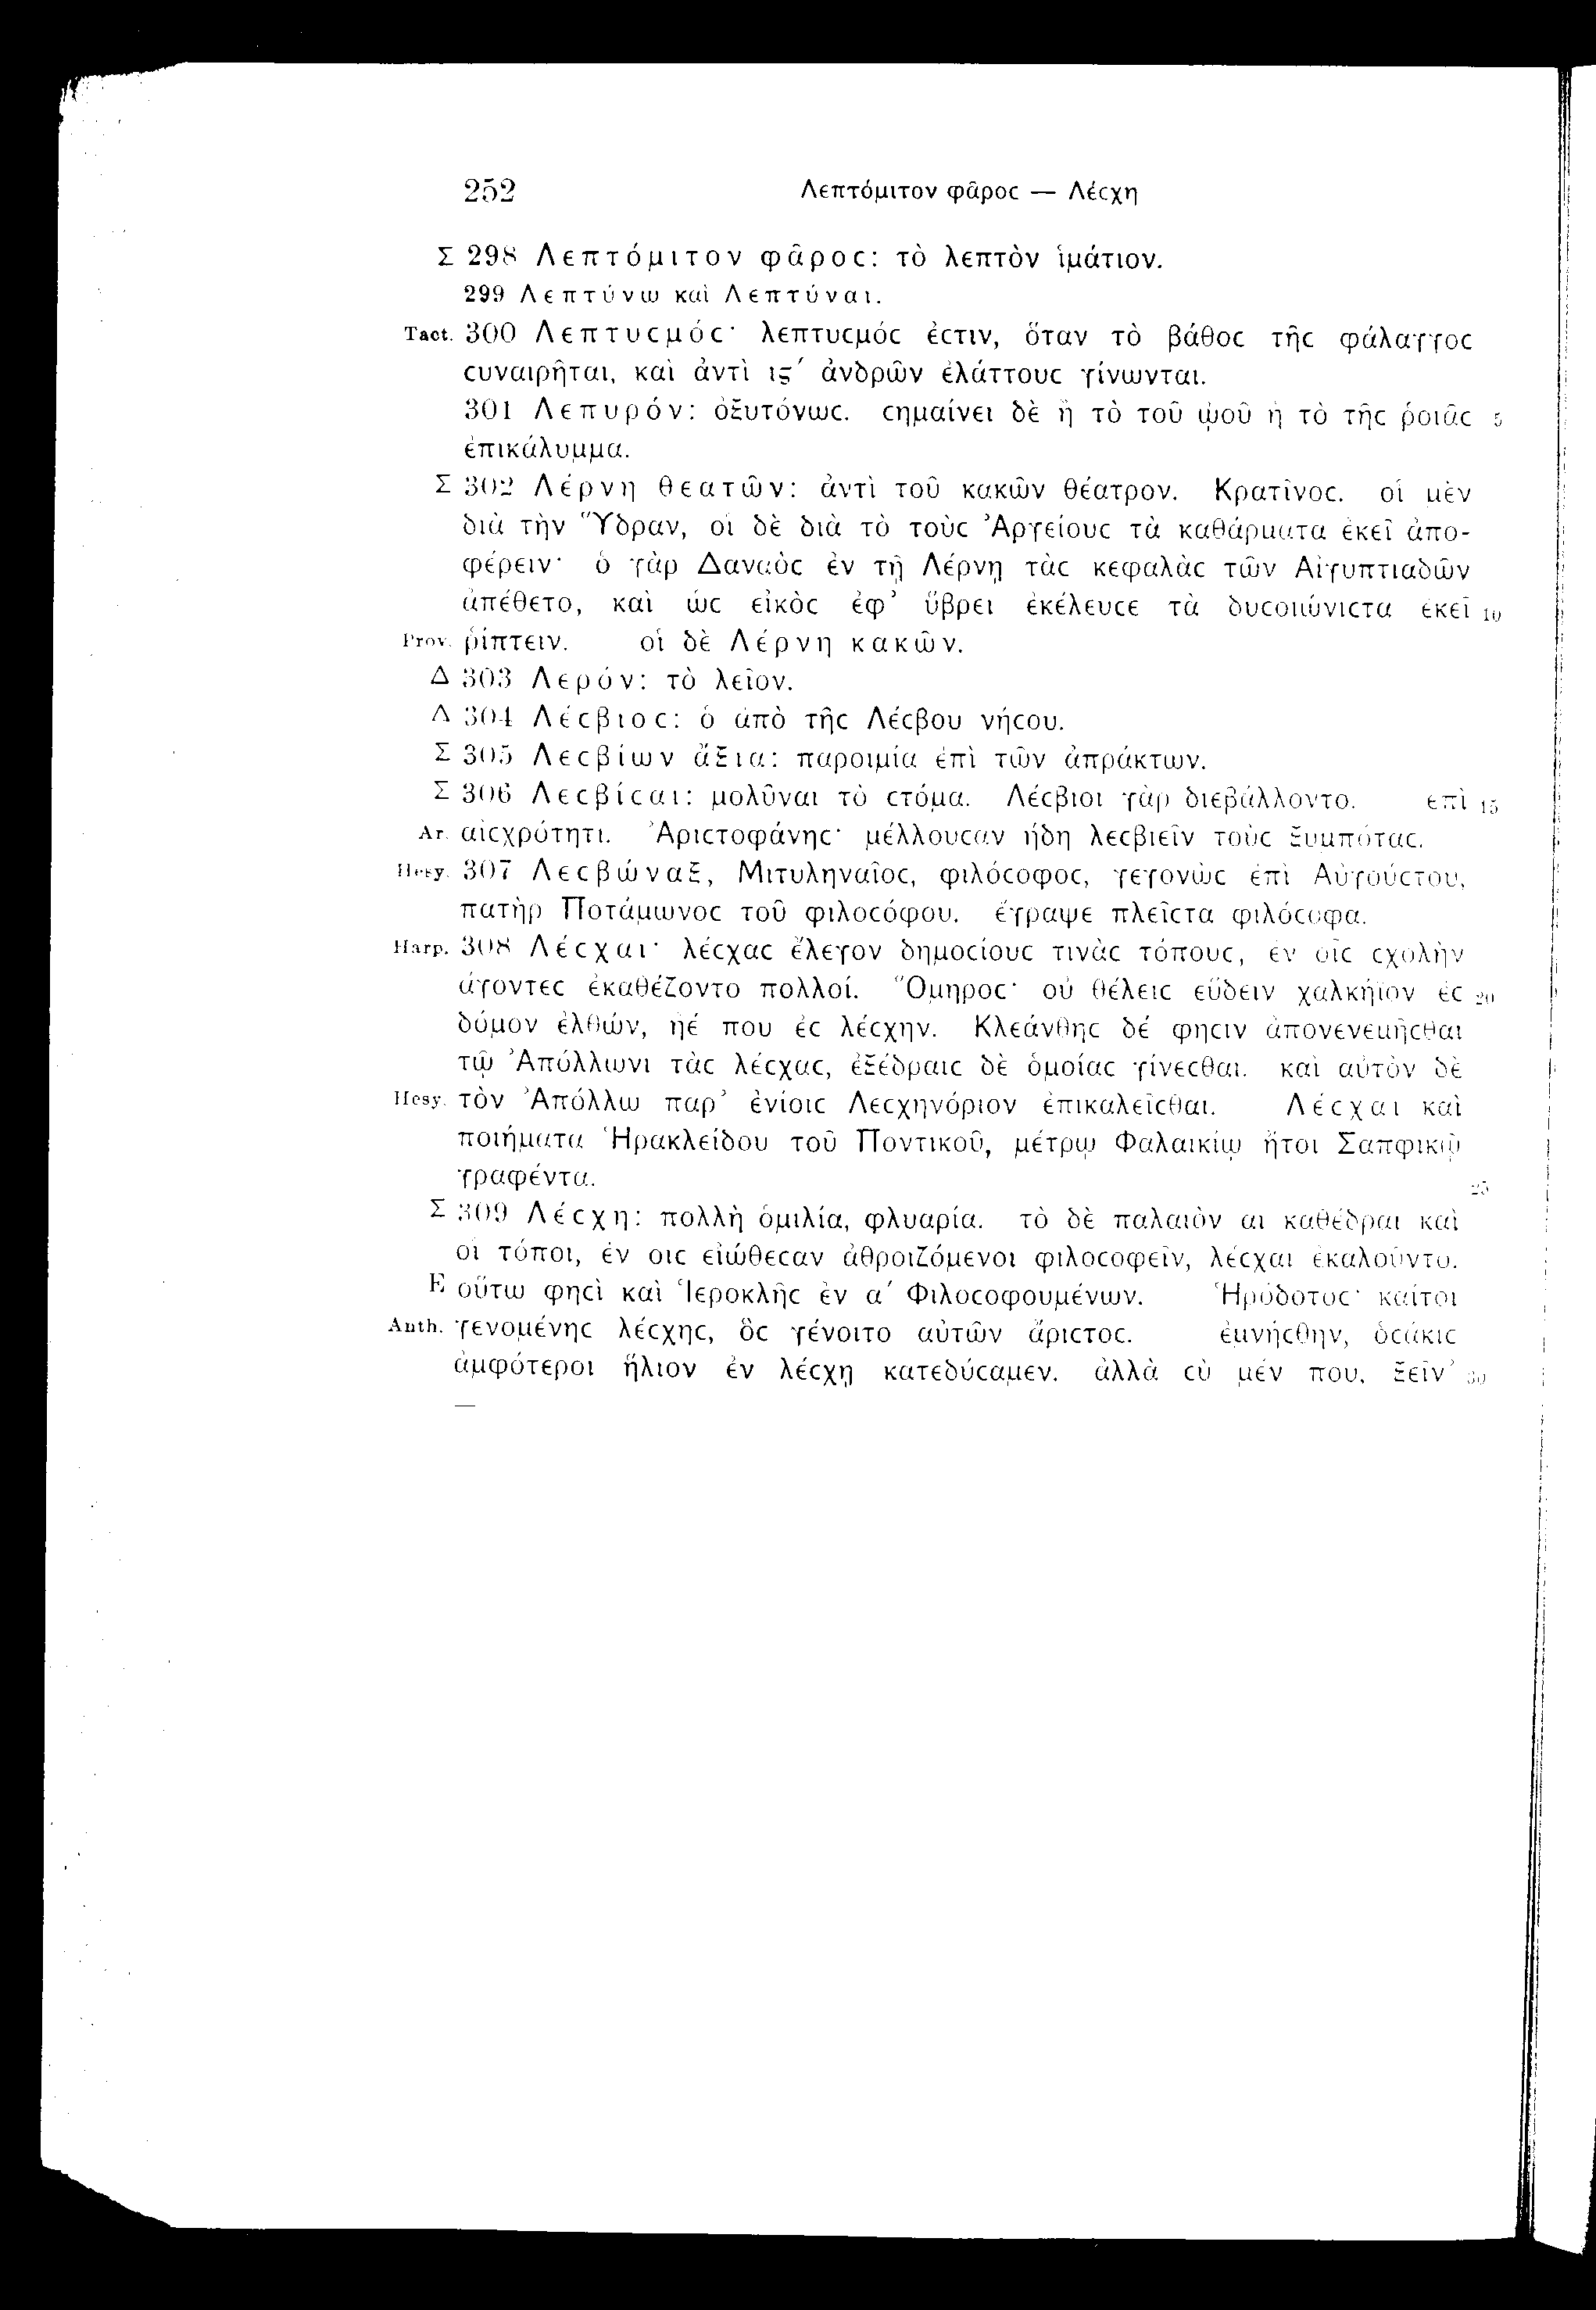 252 Λεπτόμιτον φᾶροϲ — Λέϲχη
Σ 298 Λεπτόμιτον φᾶροϲ: τὸ λεπτὸν ἱμάτιον.
299 Λεπτύνω καὶ Λεπτύναι.
Tact. 300 Λεπτυϲμόϲ· λεπτυϲμόϲ ἐϲτιν, ὅταν τὸ βάθοϲ τῆϲ φάλαγγοϲ
ϲυναιρῆται, καὶ ἀντὶ ιϛʹ ἀνδρῶν ἐλάττουϲ γίνωνται.
301 Λεπυρόν: ὀξυτόνωϲ. ϲημαίνει δὲ ἢ τὸ τοῦ ᾠοῦ ἢ τὸ τῆϲ ῥοιᾶϲ 5
ἐπικάλυμμα.
Σ 302 Λέρνη θεατῶν: ἀντὶ τοῦ κακῶν θέατρον. Κρατῖνοϲ. οἱ μὲν
διὰ τὴν Ὕδραν, οἱ δὲ διὰ τὸ τοὺϲ Ἀργείουϲ τὰ καθάρματα ἐκεῖ ἀπο-
φέρειν· ὁ γὰρ Δαναὸϲ ἐν τῇ Λέρνῃ τὰϲ κεφαλὰϲ τῶν Αἰγυπτιαδῶν
ἀπέθετο, καὶ ὡϲ εἰκὸϲ ἐφ’ ὕβρει ἐκέλευϲε τὰ δυϲοιώνιϲτα ἐκεῖ 10
Prov. ῥίπτειν. οἱ δὲ Λέρνη κακῶν.
Δ 303 Λερόν: τὸ λεῖον.
Δ 304 Λέϲβιοϲ: ὁ ἀπὸ τῆϲ Λέϲβου νήϲου.
Σ 305 Λεϲβίων ἄξια: παροιμία ἐπὶ τῶν ἀπράκτων.
Σ 306 Λεϲβίϲαι: μολῦναι τὸ ϲτόμα. Λέϲβιοι γὰρ διεβάλλοντο. ἐπὶ 15
Ar. αἰϲχρότητι. Ἀριϲτοφάνηϲ· μέλλουϲαν ἤδη λεϲβιεῖν τοὺϲ ξυμπόταϲ.
Hesy. 307 Λεϲβώναξ, Μιτυληναῖοϲ, φιλόϲοφοϲ, γεγονὼϲ ἐπὶ Αὐγούϲτου,
πατὴρ Ποτάμωνοϲ τοῦ φιλοϲόφου. ἔγραψε πλεῖϲτα φιλόϲοφα.
Harp. 308 Λέϲχαι· λέϲχαϲ ἔλεγον δημοϲίουϲ τινὰϲ τόπουϲ, ἐν οἷϲ ϲχολὴν
ἄγοντεϲ ἐκαθέζοντο πολλοί. Ὅμηροϲ· οὐ θέλειϲ εὕδειν χαλκήϊον ἐϲ 20
δόμον ἐλθών, ἠέ που ἐϲ λέϲχην. Κλεάνθηϲ δέ φηϲιν ἀπονενεμῆϲθαι
τῷ Ἀπόλλωνι τὰϲ λέϲχαϲ, ἐξέδραιϲ δὲ ὁμοίαϲ γίνεϲθαι. καὶ αὐτὸν δὲ
Hesy. τὸν Ἀπόλλω παρ’ ἐνίοιϲ Λεϲχηνόριον ἐπικαλεῖϲθαι. Λέϲχαι καὶ
ποιήματα Ἡρακλείδου τοῦ Ποντικοῦ, μέτρῳ Φαλαικίῳ ἤτοι Σαπφικῷ
γραφέντα. 25
Σ 309 Λέϲχη: πολλὴ ὁμιλία, φλυαρία. τὸ δὲ παλαιὸν αἱ καθέδραι καὶ
οἱ τόποι, ἐν οἷϲ εἰώθεϲαν ἀθροιζόμενοι φιλοϲοφεῖν, λέϲχαι ἐκαλοῦντο.
E οὕτω φηϲὶ καὶ Ἱεροκλῆϲ ἐν αʹ Φιλοϲοφουμένων. Ἡρόδοτοϲ· καίτοι
Anth. γενομένηϲ λέϲχηϲ, ὃϲ γένοιτο αὐτῶν ἄριϲτοϲ. ἐμνήϲθην, ὁϲάκιϲ
ἀμφότεροι ἥλιον ἐν λέϲχῃ κατεδύϲαμεν. ἀλλὰ ϲὺ μέν που, ξεῖν’ 30
—